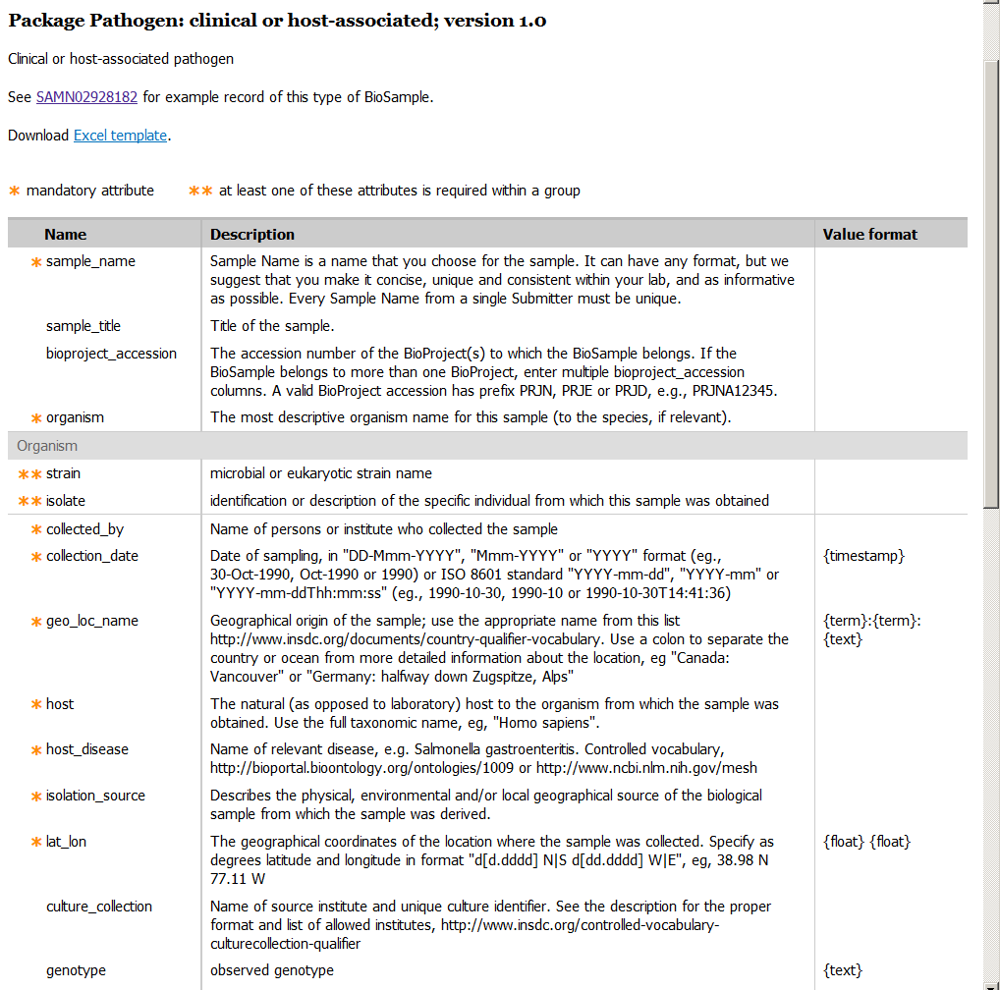 Package Pathogen: clinical or host-associated; version 1.0
Clinical or host-associated pathogen
See SAMN02928182 for example record of this type of BioSample.
Download Excel template.
* mandatory attribute ** at least one of these attributes is required within a group
Name Description Value format
* sample_name Sample Name is a name that you choose for the sample. It can have any format, but we
suggest that you make it concise, unique and consistent within your lab, and as informative
as possible. Every Sample Name from a single Submitter must be unique.
sample_title Title of the sample.
bioproject_accession The accession number of the BioProject(s) to which the BioSample belongs. If the
BioSample belongs to more than one BioProject, enter multiple bioproject_accession
columns. A valid BioProject accession has prefix PRJN, PRJE or PRJD, e.g., PRJNA12345.
* organism The most descriptive organism name for this sample (to the species, if relevant).
Organism
** strain microbial or eukaryotic strain name
** isolate identification or description of the specific individual from which this sample was obtained
* collected_by Name of persons or institute who collected the sample
* collection_date Date of sampling, in "DD-Mmm-YYYY", "Mmm-YYYY" or "YYYY" format (eg., {timestamp}
30-Oct-1990, Oct-1990 or 1990) or ISO 8601 standard "YYYY-mm-dd", "YYYY-mm" or
"YYYY-mm-ddThh:mm:ss" (eg., 1990-10-30, 1990-10 or 1990-10-30T14:41:36)
* geo_loc_name Geographical origin of the sample; use the appropriate name from this list {term}:{term}:
http://www.insdc.org/documents/country-qualifier-vocabulary. Use a colon to separate the {text}
country or ocean from more detailed information about the location, eg "Canada:
Vancouver" or "Germany: halfway down Zugspitze, Alps"
* host The natural (as opposed to laboratory) host to the organism from which the sample was
obtained. Use the full taxonomic name, eg, "Homo sapiens".
* host_disease Name of relevant disease, e.g. Salmonella gastroenteritis. Controlled vocabulary,
http://bioportal.bioontology.org/ontologies/1009 or http://www.ncbi.nlm.nih.gov/mesh
* isolation_source Describes the physical, environmental and/or local geographical source of the biological
sample from which the sample was derived.
* lat_lon The geographical coordinates of the location where the sample was collected. Specify as {float} {float}
degrees latitude and longitude in format "d[d.dddd] N|S d[dd.dddd] W|E", eg, 38.98 N
77.11 W
culture_collection Name of source institute and unique culture identifier. See the description for the proper
format and list of allowed institutes, http://www.insdc.org/controlled-vocabulary-
culturecollection-qualifier
genotype observed genotype {text}